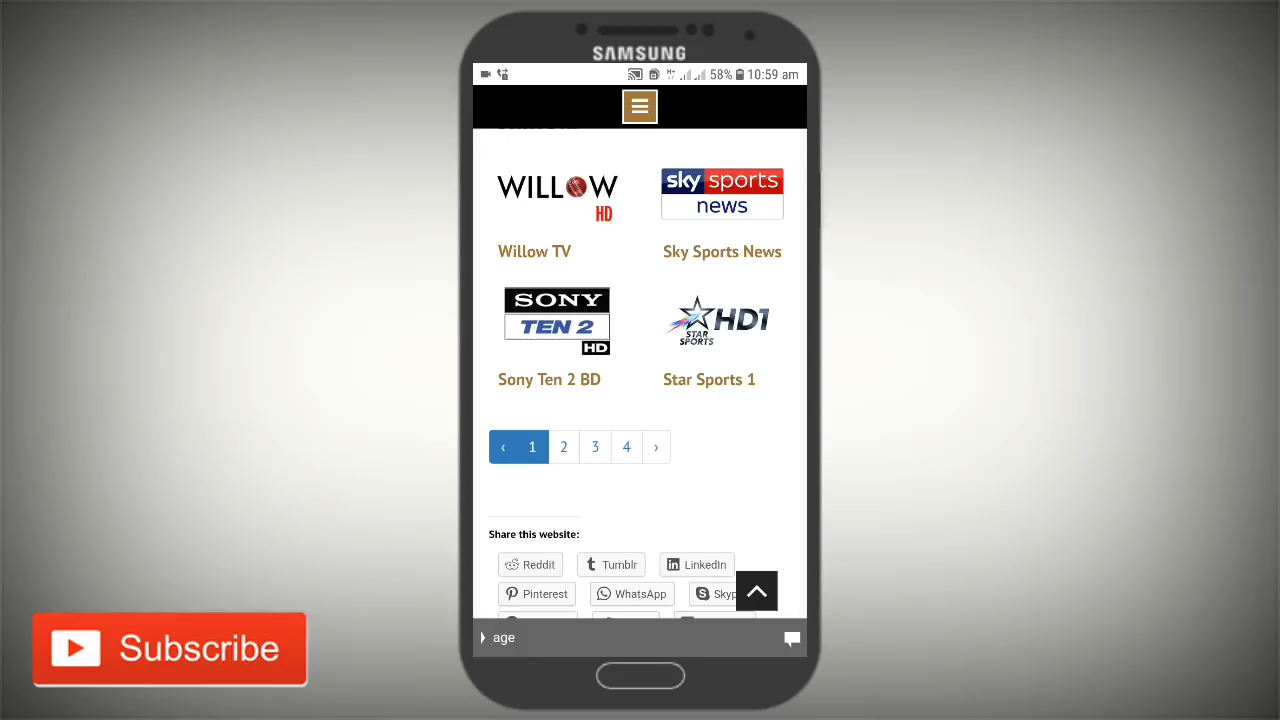 SAMSUNG
58% 10:59 am
WILLOW
HD
sky sports
news
Willow TV
Sky Sports News
SONY
TEN 2
HD
STAR
SPORTS
HD1
Sony Ten 2 BD
Star Sports 1
‹ 1 2 3 4 ›
Share this website:
Reddit
Tumblr
LinkedIn
Pinterest
WhatsApp
Skyp
age
Subscribe